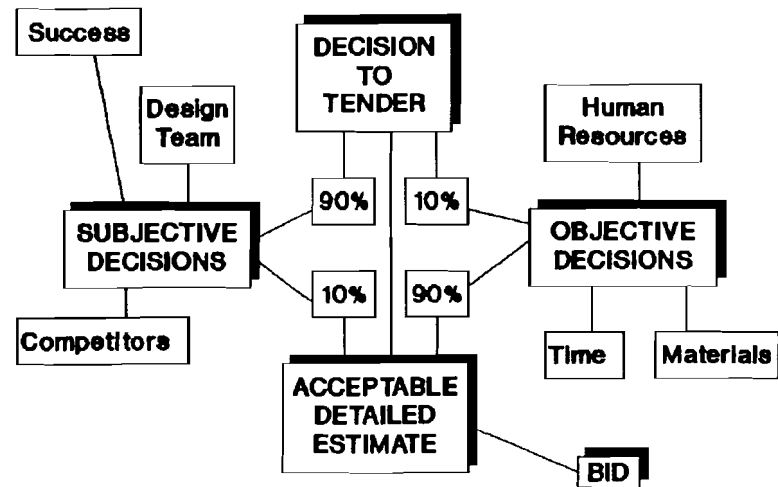 Success
DECISION
TO
TENDER
Design
Team
Human
Resources
90%
10%
SUBJECTIVE
DECISIONS
OBJECTIVE
DECISIONS
10%
90%
Competitors
Time
Materials
ACCEPTABLE
DETAILED
ESTIMATE
BID